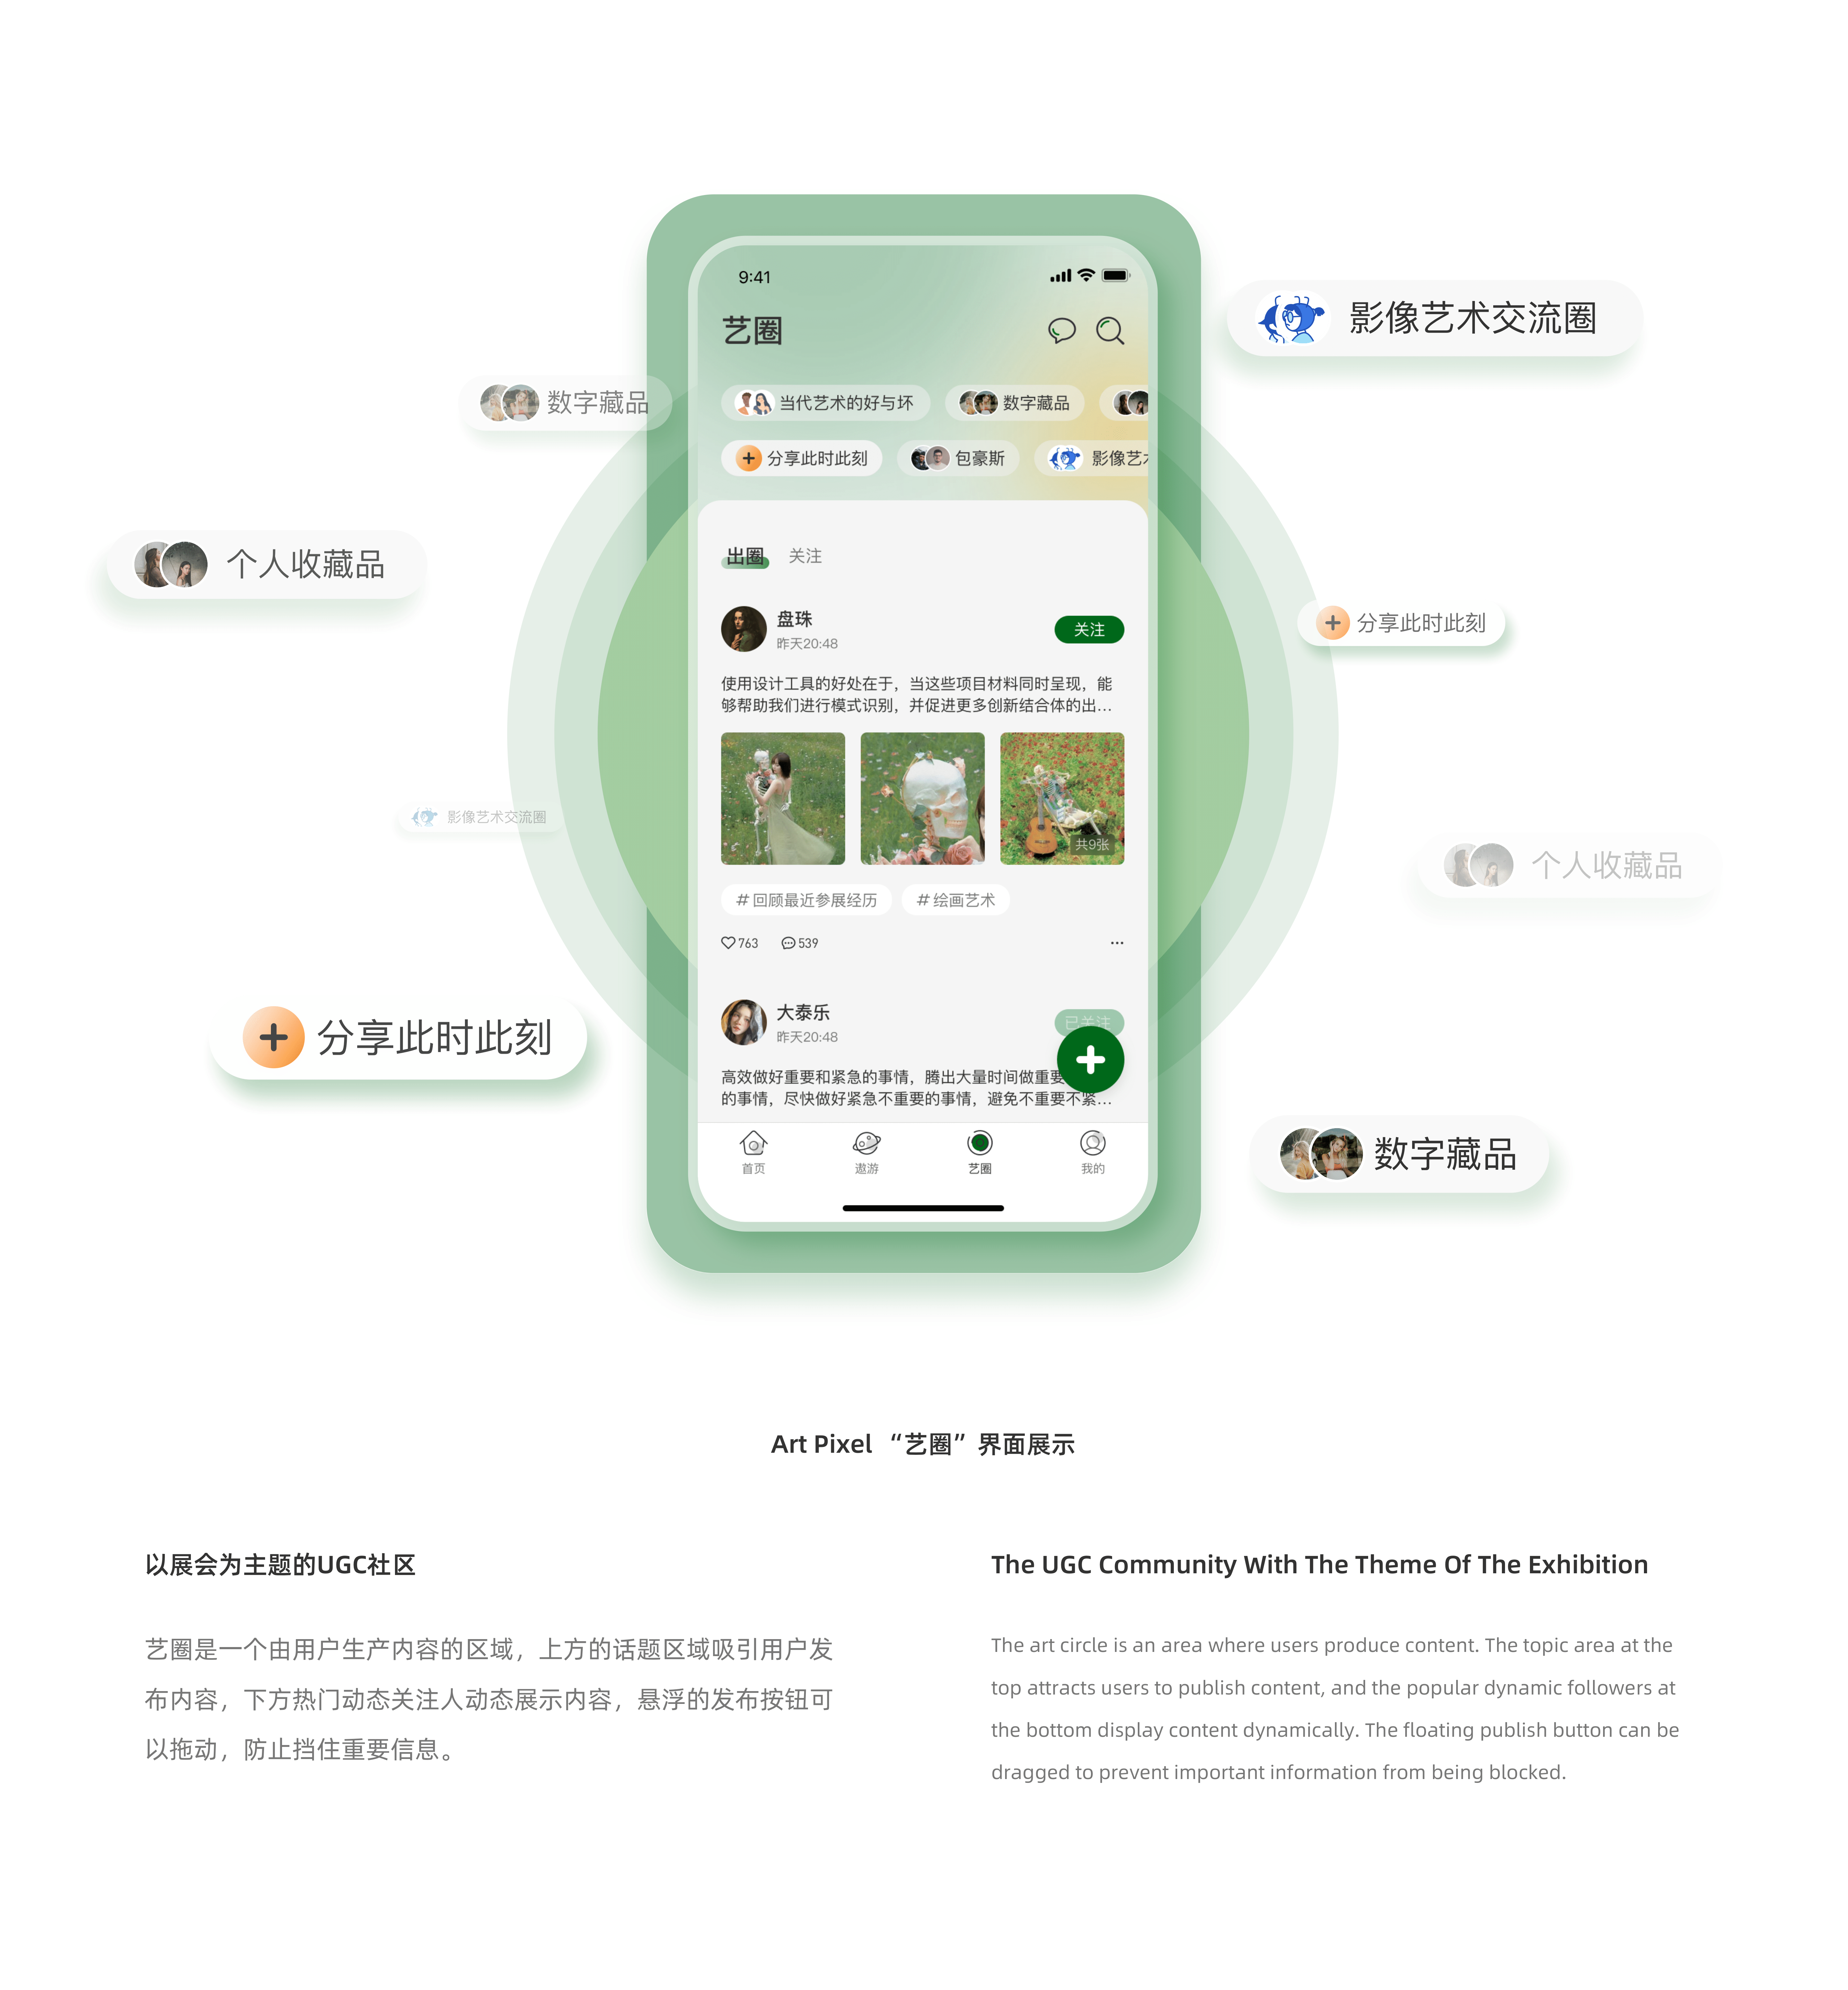 9:41
艺圈
影像艺术交流圈
数字藏品
当代艺术的好与坏
数字藏品
分享此时此刻
包豪斯
影像艺
个人收藏品
出圈
关注
盘珠
昨天20:48
关注
分享此时此刻
使用设计工具的好处在于，当这些项目材料同时呈现，能
够帮助我们进行模式识别，并促进更多创新结合体的出...
共9张
影像艺术交流圈
个人收藏品
#回顾最近参展经历
#绘画艺术
763
539
大泰乐
昨天20:48
已关注
分享此时此刻
高效做好重要和紧急的事情，腾出大量时间做重要
的事情，尽快做好紧急不重要的事情，避免不重要不紧...
数字藏品
首页
遨游
艺圈
我的
Art Pixel “艺圈”界面展示
以展会为主题的UGC社区
艺圈是一个由用户生产内容的区域，上方的话题区域吸引用户发
布内容，下方热门动态关注人动态展示内容，悬浮的发布按钮可
以拖动，防止挡住重要信息。
The UGC Community With The Theme Of The Exhibition
The art circle is an area where users produce content. The topic area at the
top attracts users to publish content, and the popular dynamic followers at
the bottom display content dynamically. The floating publish button can be
dragged to prevent important information from being blocked.